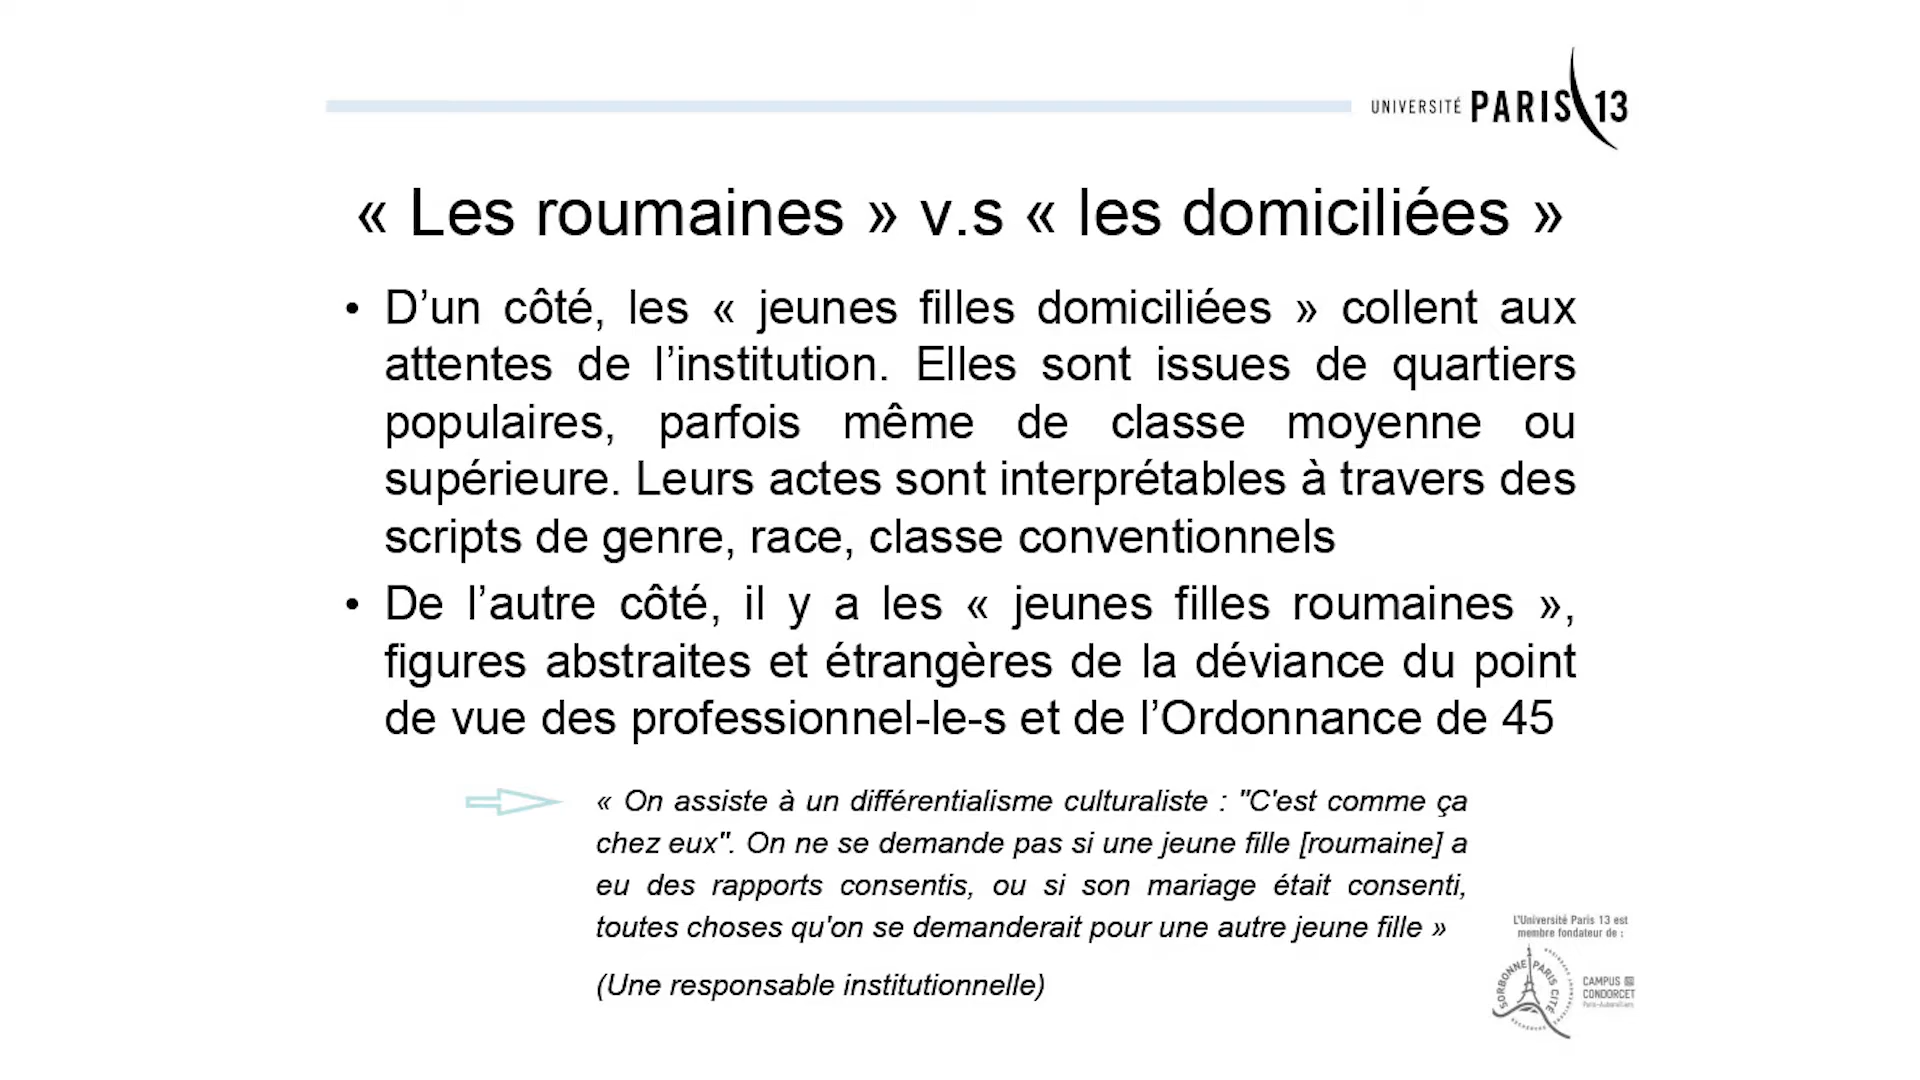 UNIVERSITÉ PARIS 13
« Les roumaines » v.s « les domiciliées »
• D’un côté, les « jeunes filles domiciliées » collent aux
attentes de l’institution. Elles sont issues de quartiers
populaires, parfois même de classe moyenne ou
supérieure. Leurs actes sont interprétables à travers des
scripts de genre, race, classe conventionnels
• De l’autre côté, il y a les « jeunes filles roumaines »,
figures abstraites et étrangères de la déviance du point
de vue des professionnel-le-s et de l’Ordonnance de 45
« On assiste à un différentialisme culturaliste : "C'est comme ça
chez eux". On ne se demande pas si une jeune fille [roumaine] a
eu des rapports consentis, ou si son mariage était consenti,
toutes choses qu'on se demanderait pour une autre jeune fille »
(Une responsable institutionnelle)
L'Université Paris 13 est
membre fondateur de :
SORBONNE PARIS CITÉ
CAMPUS
CONDORCET